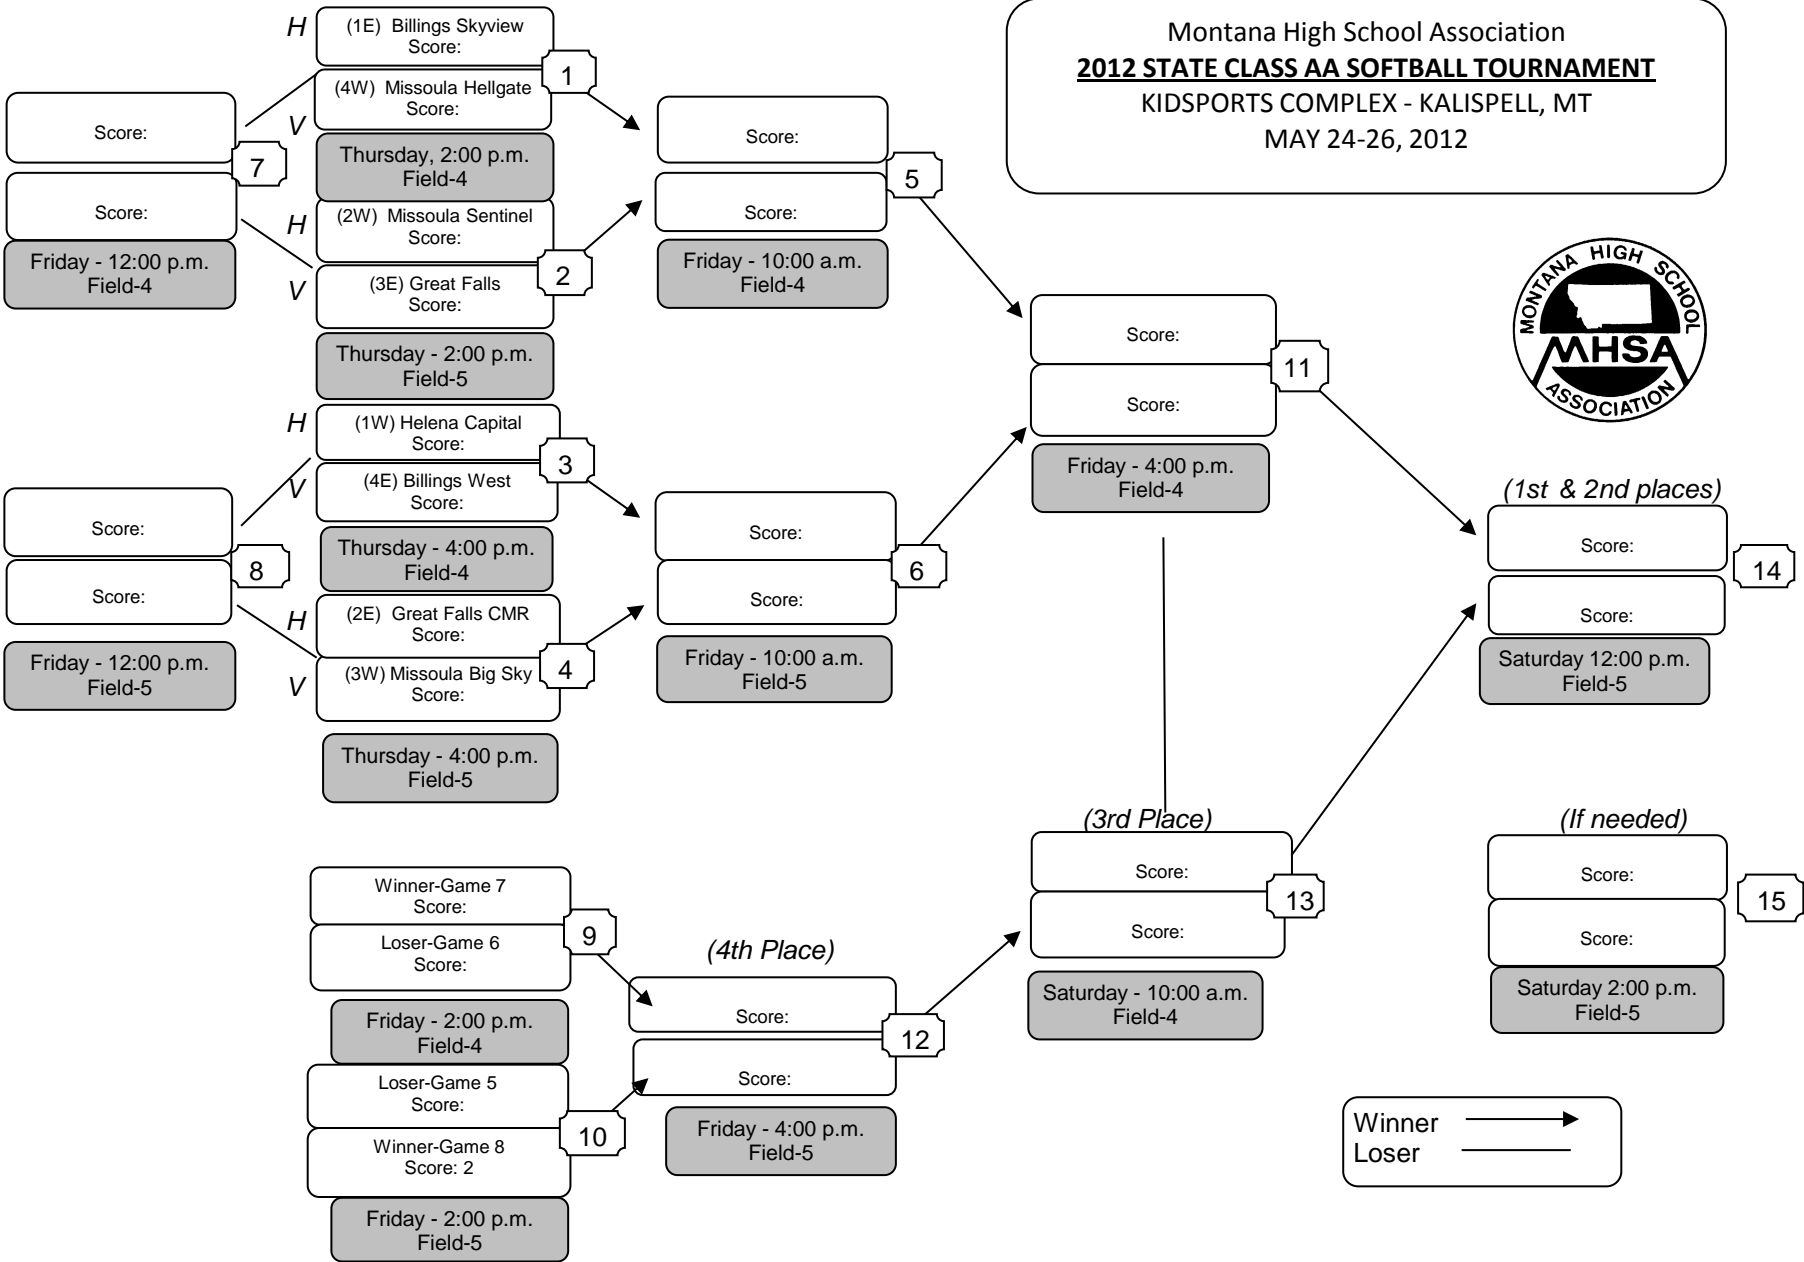 Montana High School Association
2012 STATE CLASS AA SOFTBALL TOURNAMENT
KIDSPORTS COMPLEX - KALISPELL, MT
MAY 24-26, 2012
MONTANA HIGH SCHOOL
MHSA
ASSOCIATION
Score:
7
Score:
Friday - 12:00 p.m.
Field-4
Score:
8
Score:
Friday - 12:00 p.m.
Field-5
H
(1E) Billings Skyview
Score:
1
(4W) Missoula Hellgate
Score:
V
Thursday, 2:00 p.m.
Field-4
H
(2W) Missoula Sentinel
Score:
2
(3E) Great Falls
Score:
V
Thursday - 2:00 p.m.
Field-5
H
(1W) Helena Capital
Score:
3
(4E) Billings West
Score:
V
Thursday - 4:00 p.m.
Field-4
H
(2E) Great Falls CMR
Score:
4
(3W) Missoula Big Sky
Score:
V
Thursday - 4:00 p.m.
Field-5
Score:
5
Score:
Friday - 10:00 a.m.
Field-4
Score:
6
Score:
Friday - 10:00 a.m.
Field-5
Score:
11
Score:
Friday - 4:00 p.m.
Field-4
(1st & 2nd places)
Score:
14
Score:
Saturday 12:00 p.m.
Field-5
Winner-Game 7
Score:
9
Loser-Game 6
Score:
Friday - 2:00 p.m.
Field-4
Loser-Game 5
Score:
10
Winner-Game 8
Score: 2
Friday - 2:00 p.m.
Field-5
(4th Place)
Score:
12
Score:
Friday - 4:00 p.m.
Field-5
(3rd Place)
Score:
13
Score:
Saturday - 10:00 a.m.
Field-4
(If needed)
Score:
15
Score:
Saturday 2:00 p.m.
Field-5
Winner
Loser